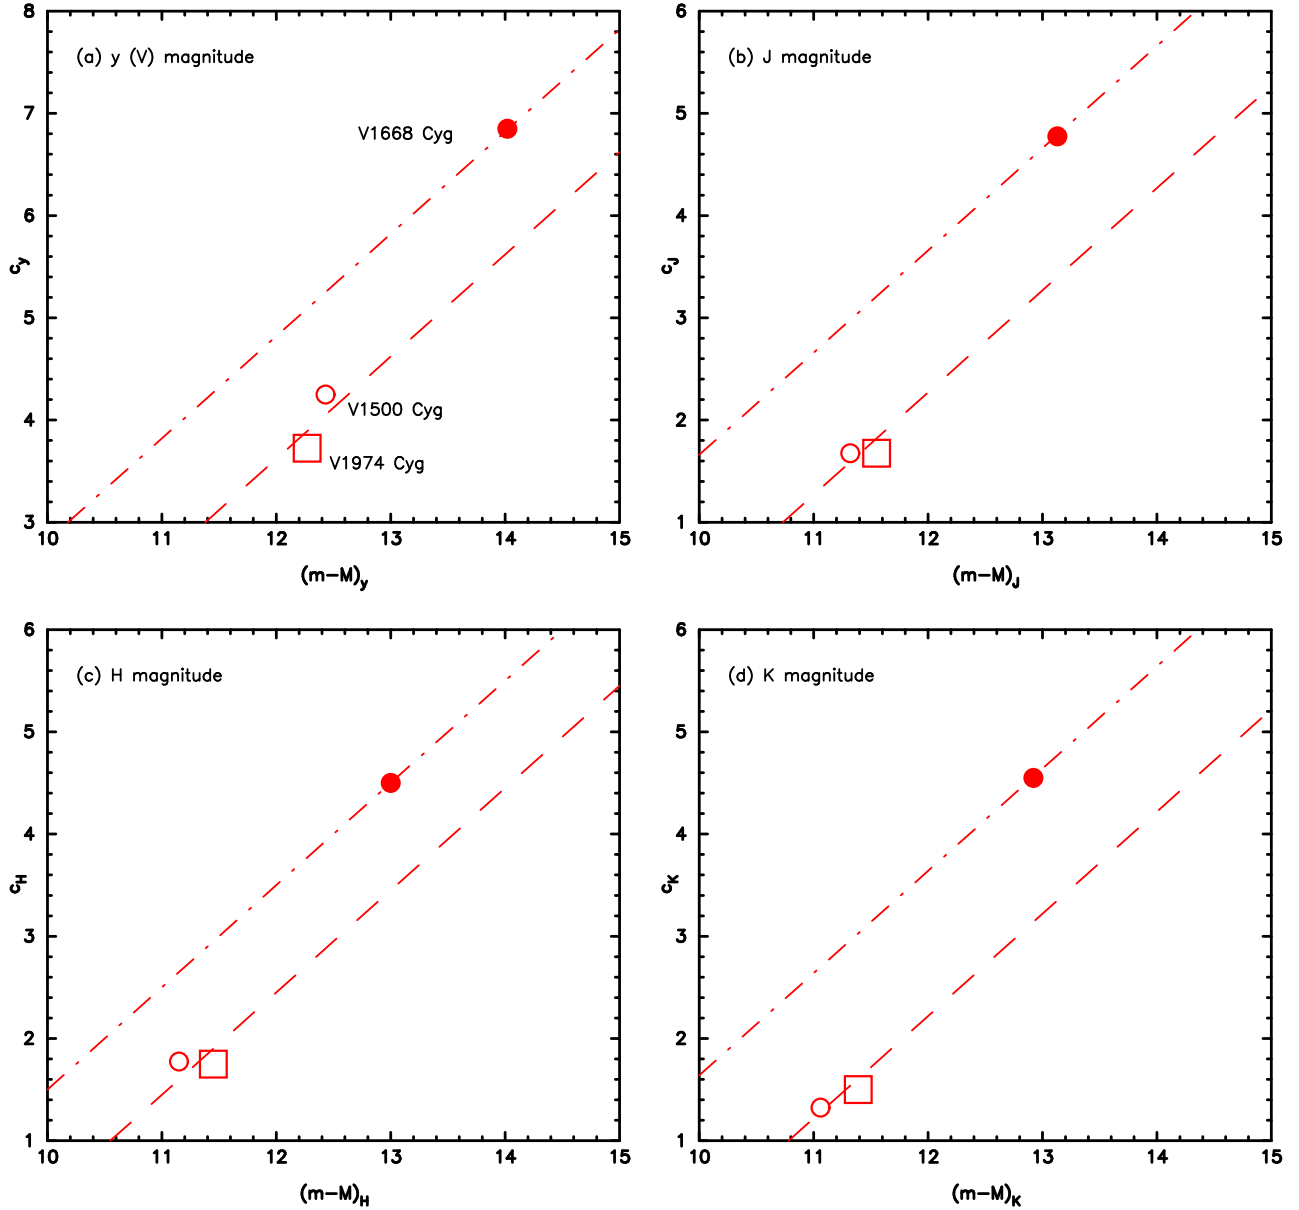 8
7
6
5
4
3
c_y
(a) y (V) magnitude
V1668 Cyg
V1500 Cyg
V1974 Cyg
10 11 12 13 14 15
(m−M)_y
6
5
4
3
2
1
c_J
(b) J magnitude
10 11 12 13 14 15
(m−M)_J
6
5
4
3
2
1
c_H
(c) H magnitude
10 11 12 13 14 15
(m−M)_H
6
5
4
3
2
1
c_K
(d) K magnitude
10 11 12 13 14 15
(m−M)_K